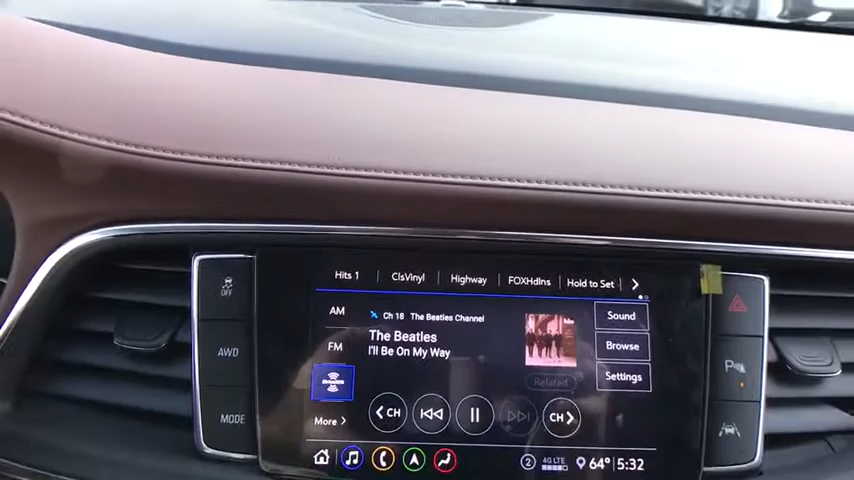 Hits 1 ClsVinyl Highway FOXHdlns Hold to Set
AM
Ch 18 The Beatles Channel
Sound
The Beatles
I'll Be On My Way
FM
Browse
Settings
Related
More
CH CH
2 4G LTE 64° 5:32
OFF
AWD
MODE
P